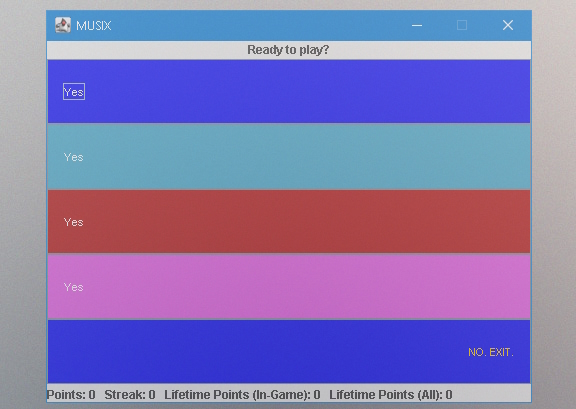 MUSIX
Ready to play?
Yes
Yes
Yes
Yes
NO. EXIT.
Points: 0 Streak: 0 Lifetime Points (In-Game): 0 Lifetime Points (All): 0